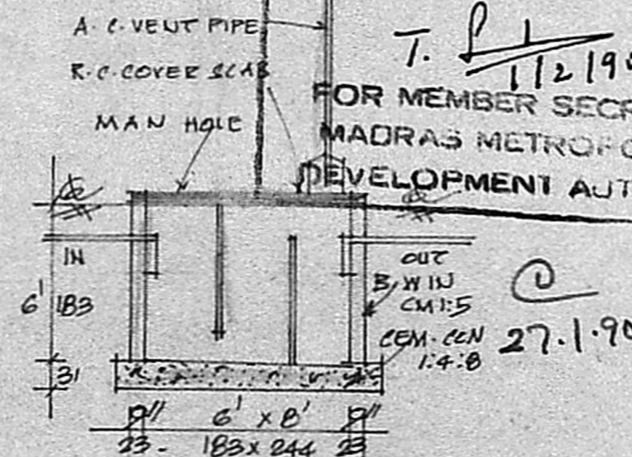 A.C. VENT PIPE
R.C. COVER SLAB
MAN HOLE
T.
1/2/90
FOR MEMBER SECR
MADRAS METROPO
DEVELOPMENT AUT
IN
OUT
6' 183
B.W IN
CM 1:5
CEM. CCN
1:4:8
27.1.90
3'
9" 6' x 8' 9"
23 - 183 x 244 23